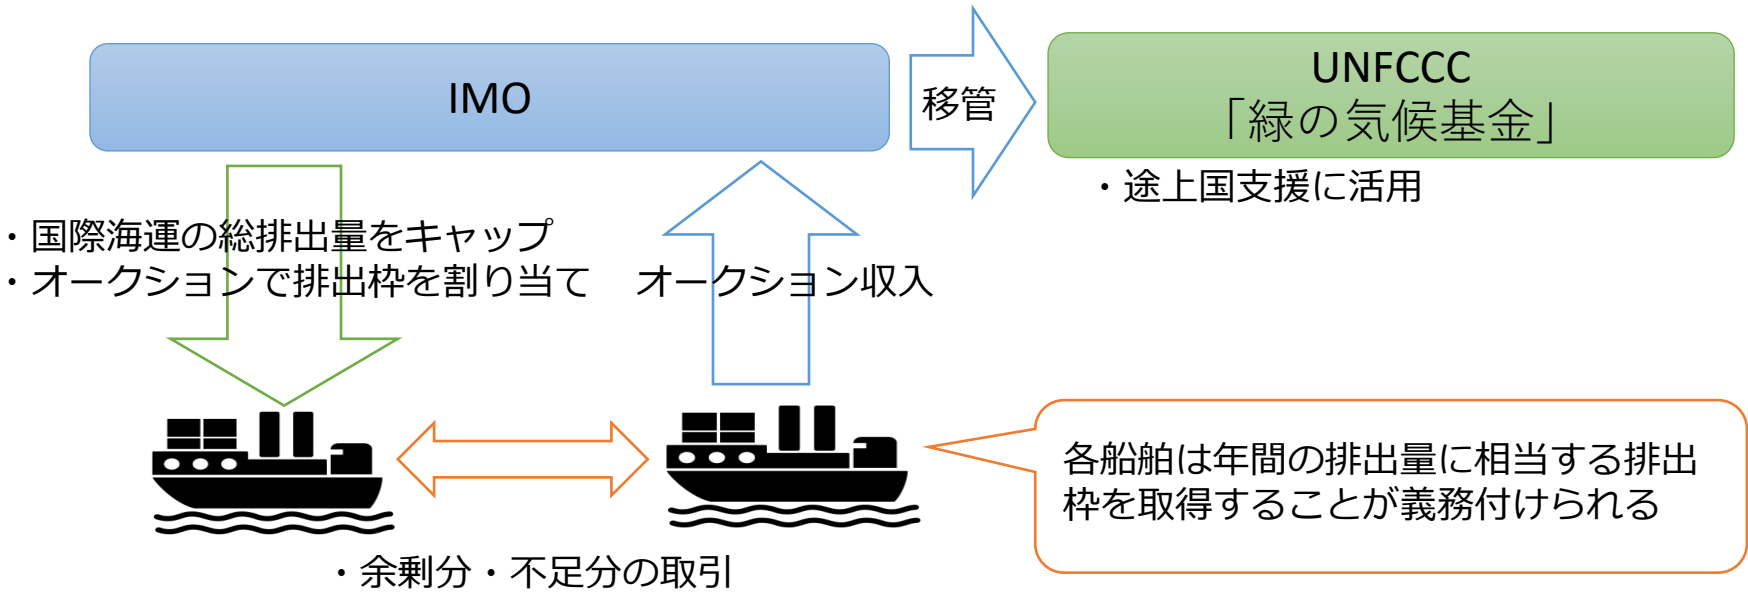 IMO
移管
UNFCCC
「緑の気候基金」
・途上国支援に活用
・国際海運の総排出量をキャップ
・オークションで排出枠を割り当て
オークション収入
各船舶は年間の排出量に相当する排出
枠を取得することが義務付けられる
・余剰分・不足分の取引